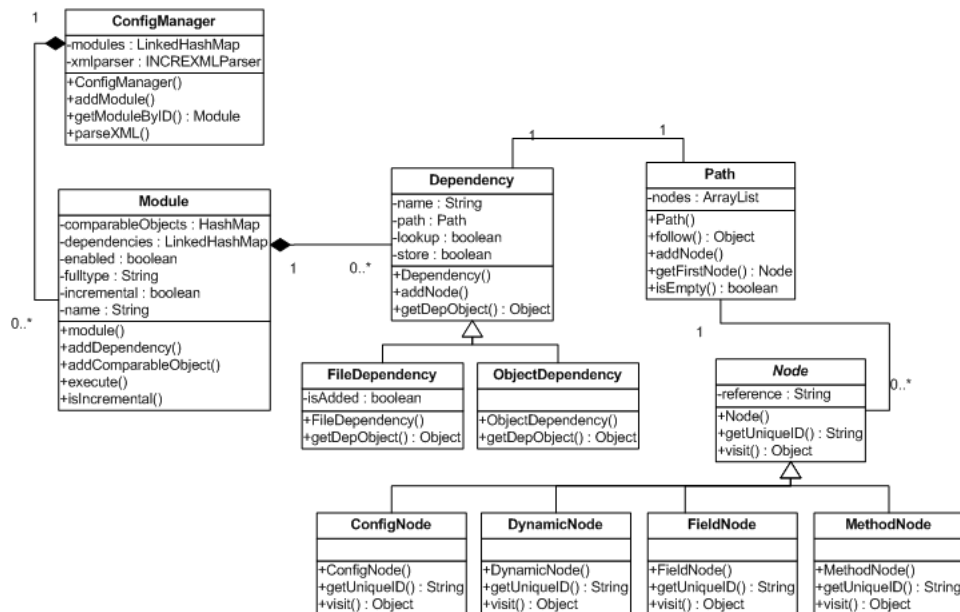 1
ConfigManager
-modules : LinkedHashMap
-xmlparser : INCREXMLParser
+ConfigManager()
+addModule()
+getModuleByID() : Module
+parseXML()
1
1
Dependency
-name : String
-path : Path
-lookup : boolean
-store : boolean
+Dependency()
+addNode()
+getDepObject() : Object
Path
-nodes : ArrayList
+Path()
+follow() : Object
+addNode()
+getFirstNode() : Node
+isEmpty() : boolean
Module
-comparableObjects : HashMap
-dependencies : LinkedHashMap
-enabled : boolean
-fulltype : String
-incremental : boolean
-name : String
+module()
+addDependency()
+addComparableObject()
+execute()
+isIncremental()
1
0..*
0..*
1
0..*
FileDependency
-isAdded : boolean
+FileDependency()
+getDepObject() : Object
ObjectDependency
+ObjectDependency()
+getDepObject() : Object
Node
-reference : String
+Node()
+getUniqueID() : String
+visit() : Object
ConfigNode
+ConfigNode()
+getUniqueID() : String
+visit() : Object
DynamicNode
+DynamicNode()
+getUniqueID() : String
+visit() : Object
FieldNode
+FieldNode()
+getUniqueID() : String
+visit() : Object
MethodNode
+MethodNode()
+getUniqueID() : String
+visit() : Object